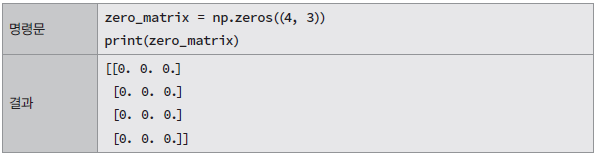 명령문
zero_matrix = np.zeros((4, 3))
print(zero_matrix)
결과
[[0. 0. 0.]
 [0. 0. 0.]
 [0. 0. 0.]
 [0. 0. 0.]]